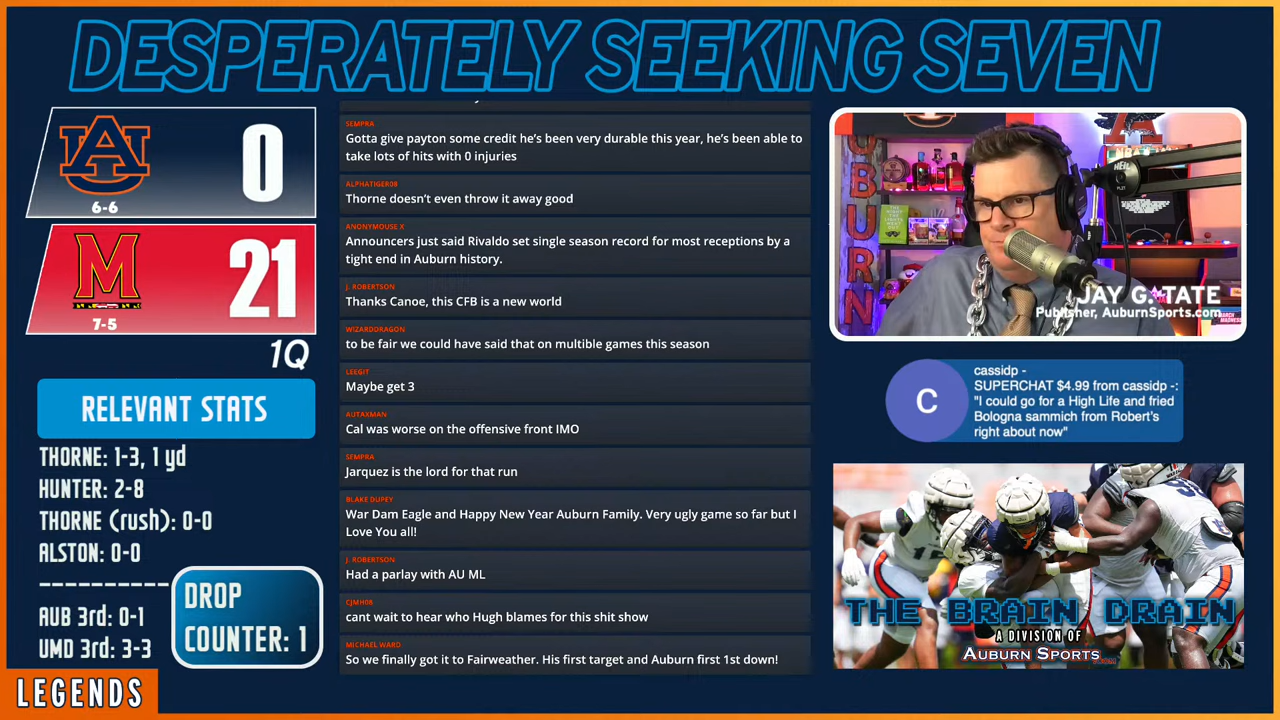 DESPERATELY SEEKING SEVEN
AU
0
6-6
M
21
7-5
1Q
RELEVANT STATS
THORNE: 1-3, 1 yd
HUNTER: 2-8
THORNE (rush): 0-0
ALSTON: 0-0
----------
AUB 3rd: 0-1
UMD 3rd: 3-3
DROP
COUNTER: 1
LEGENDS
SEMPRA
Gotta give payton some credit he's been very durable this year, he's been able to
take lots of hits with 0 injuries
ALPHATIGER08
Thorne doesn't even throw it away good
ANONYMOUSE X
Announcers just said Rivaldo set single season record for most receptions by a
tight end in Auburn history.
J. ROBERTSON
Thanks Canoe, this CFB is a new world
WIZARDDRAGON
to be fair we could have said that on multible games this season
LEEGIT
Maybe get 3
AUTAXMAN
Cal was worse on the offensive front IMO
SEMPRA
Jarquez is the lord for that run
BLAKE DUPEY
War Dam Eagle and Happy New Year Auburn Family. Very ugly game so far but I
Love You all!
J. ROBERTSON
Had a parlay with AU ML
CJMH08
cant wait to hear who Hugh blames for this shit show
MICHAEL WARD
So we finally got it to Fairweather. His first target and Auburn first 1st down!
UBURN
HEIL
JAY G. TATE
Publisher, AuburnSports.com
C
cassidp -
SUPERCHAT $4.99 from cassidp -:
"I could go for a High Life and fried
Bologna sammich from Robert's
right about now"
THE BRAIN DRAIN
A DIVISION OF
AUBURN SPORTS